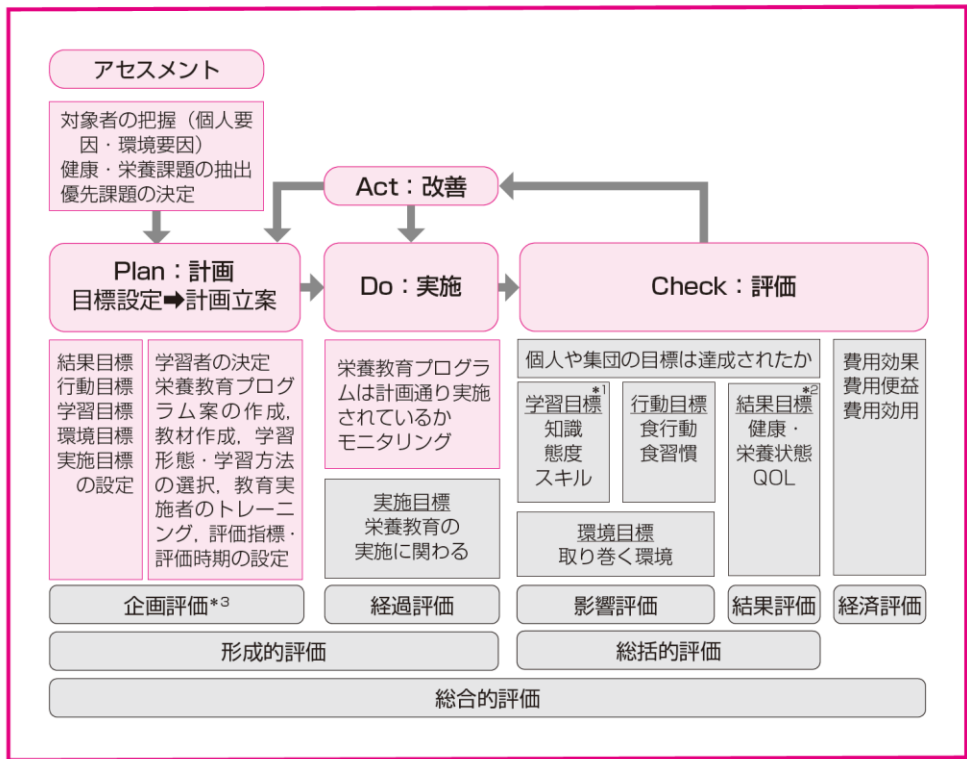 アセスメント
対象者の把握（個人要
因・環境要因）
健康・栄養課題の抽出
優先課題の決定
Act：改善
Plan：計画
目標設定➡計画立案
Do：実施
Check：評価
結果目標
行動目標
学習目標
環境目標
実施目標
の設定
学習者の決定
栄養教育プログ
ラム案の作成，
教材作成，学習
形態・学習方法
の選択，教育実
施者のトレーニ
ング，評価指標・
評価時期の設定
栄養教育プログラ
ムは計画通り実施
されているか
モニタリング
実施目標
栄養教育の
実施に関わる
個人や集団の目標は達成されたか
学習目標*1
知識
態度
スキル
行動目標
食行動
食習慣
結果目標*2
健康・
栄養状態
QOL
環境目標
取り巻く環境
費用効果
費用便益
費用効用
企画評価*3
経過評価
影響評価
結果評価
経済評価
形成的評価
総括的評価
総合的評価